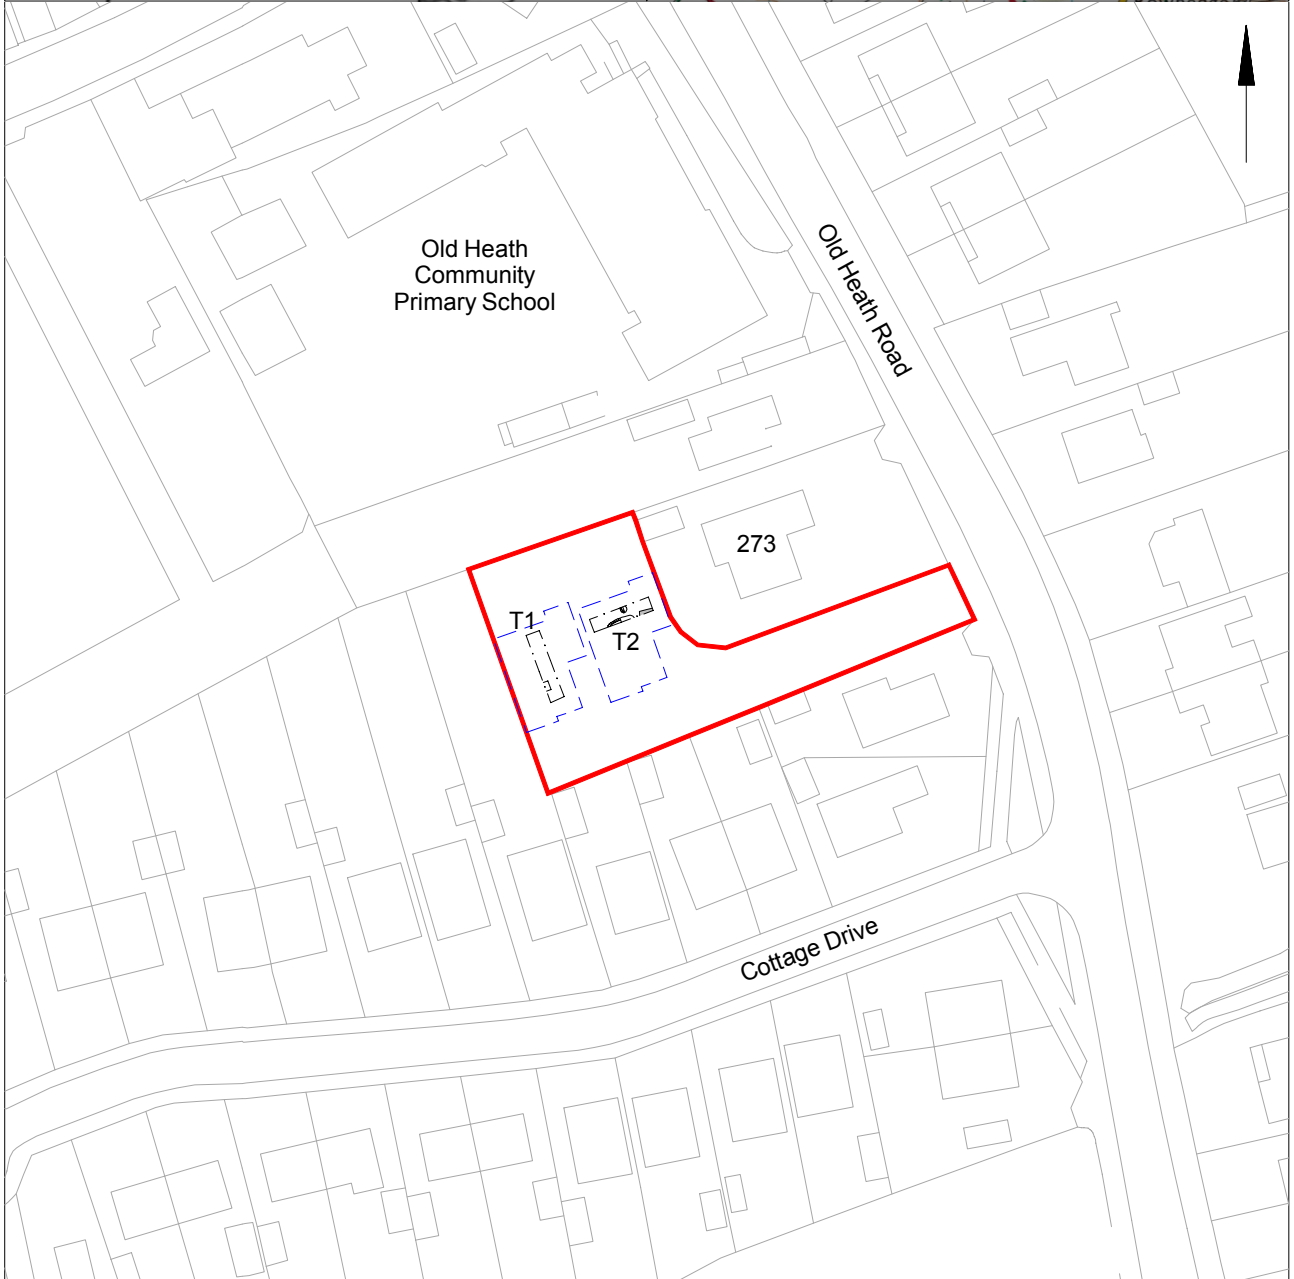 Old Heath
Community
Primary School
Old Heath Road
273
T1
T2
Cottage Drive